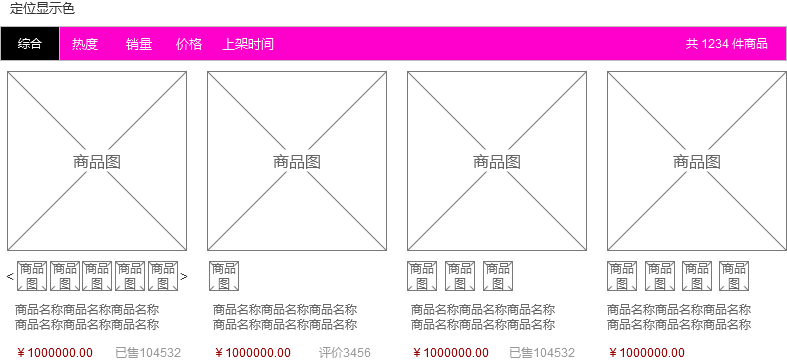 定位显示色
综合 热度 销量 价格 上架时间 共 1234 件商品
商品图 商品图 商品图 商品图
< 商品图 商品图 商品图 商品图 商品图 > 商品图 商品图 商品图 商品图 商品图 商品图 商品图 商品图
商品名称商品名称商品名称 商品名称商品名称商品名称 商品名称商品名称商品名称 商品名称商品名称商品名称
商品名称商品名称商品名称 商品名称商品名称商品名称 商品名称商品名称商品名称 商品名称商品名称商品名称
￥1000000.00 已售104532 ￥1000000.00 评价3456 ￥1000000.00 已售104532 ￥1000000.00